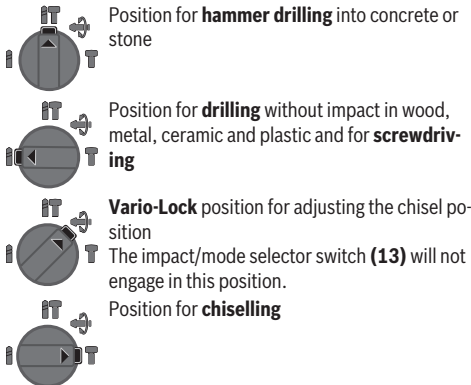 Position for hammer drilling into concrete or
stone
Position for drilling without impact in wood,
metal, ceramic and plastic and for screwdriv-
ing
Vario-Lock position for adjusting the chisel po-
sition
The impact/mode selector switch (13) will not
engage in this position.
Position for chiselling